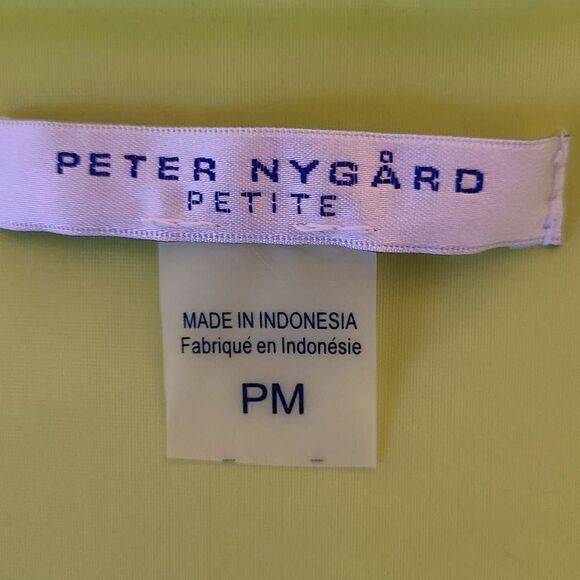 PETER NYGÅRD
PETITE
MADE IN INDONESIA
Fabriqué en Indonésie
PM